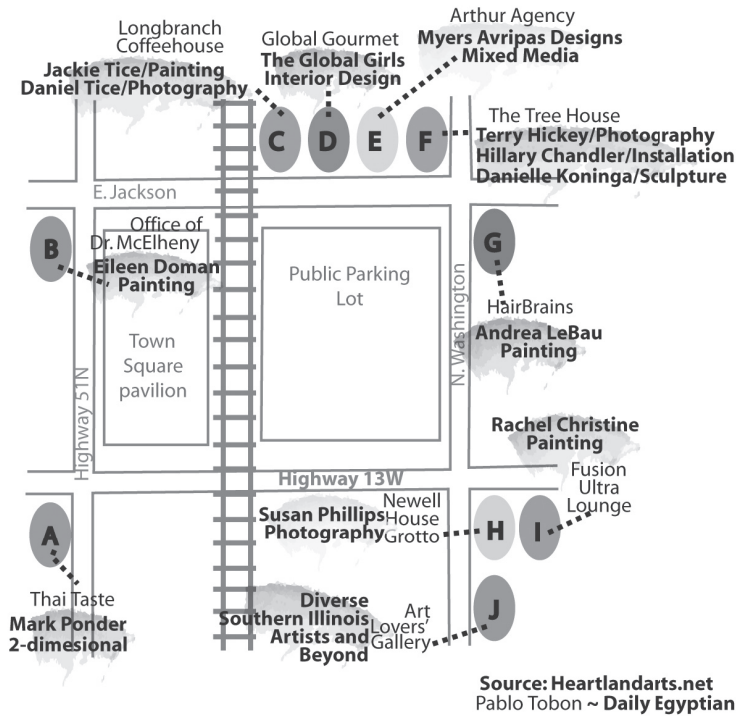 Longbranch
Coffeehouse
Jackie Tice/Painting
Daniel Tice/Photography
Global Gourmet
The Global Girls
Interior Design
Arthur Agency
Myers Avripas Designs
Mixed Media
C
D
E
F
The Tree House
Terry Hickey/Photography
Hillary Chandler/Installation
Danielle Koninga/Sculpture
E. Jackson
B
Office of
Dr. McElheny
Eileen Doman
Painting
Public Parking
Lot
G
HairBrains
Andrea LeBau
Painting
N. Washington
Town
Square
pavilion
Highway 51N
Rachel Christine
Painting
Fusion
Ultra
Lounge
Highway 13W
A
Thai Taste
Mark Ponder
2-dimesional
Susan Phillips
Photography
Newell
House
Grotto
H
I
Diverse
Southern Illinois
Artists and
Beyond
Art
Lovers'
Gallery
J
Source: Heartlandarts.net
Pablo Tobon ~ Daily Egyptian